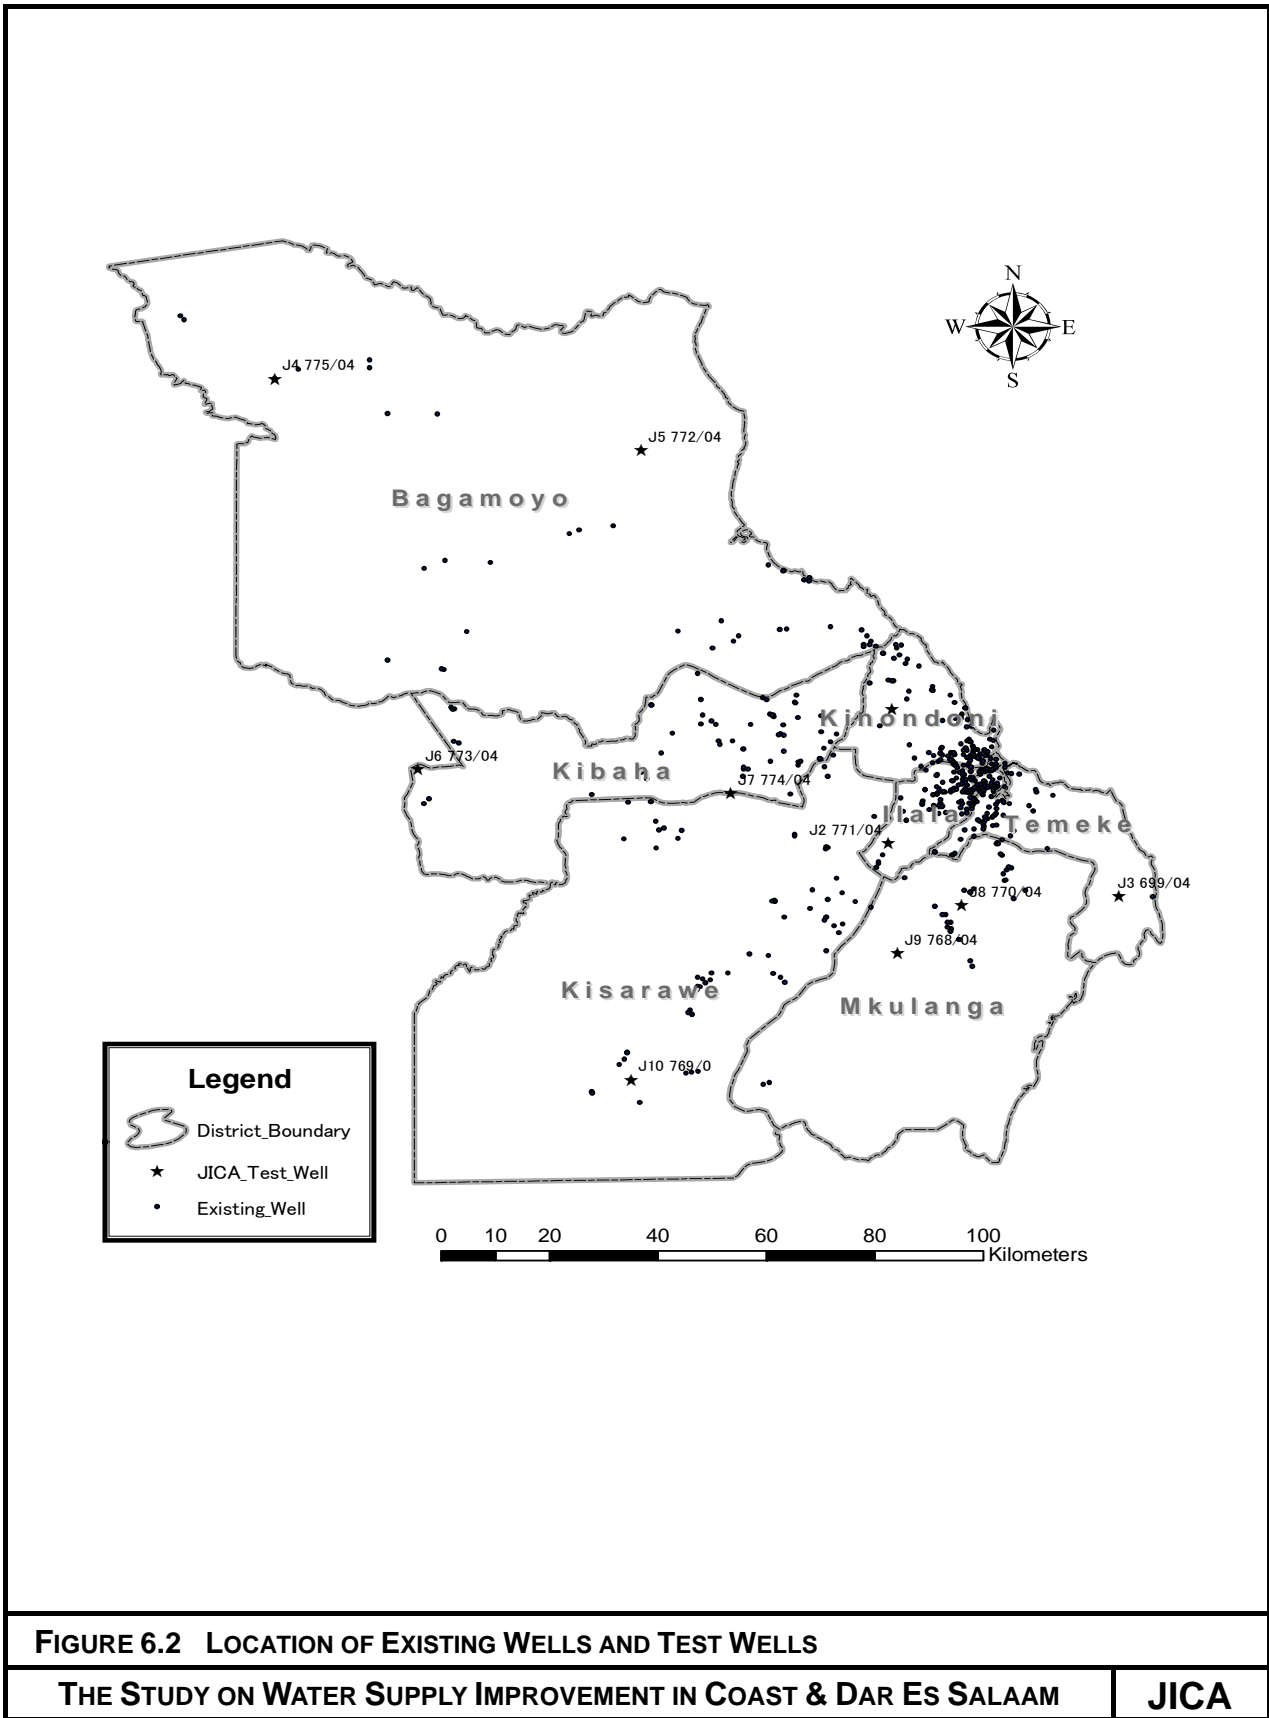 N
W E
S
J4 775/04
J5 772/04
Bagamoyo
Kinondoni
J6 773/04
Kibaha
J7 774/04
Ilala
Temeke
J2 771/04
J3 699/04
J8 770/04
J9 768/04
Kisarawe
Mkulanga
J10 769/0
Legend
District_Boundary
JICA_Test_Well
Existing_Well
0 10 20 40 60 80 100
Kilometers
FIGURE 6.2 LOCATION OF EXISTING WELLS AND TEST WELLS
THE STUDY ON WATER SUPPLY IMPROVEMENT IN COAST & DAR ES SALAAM
JICA